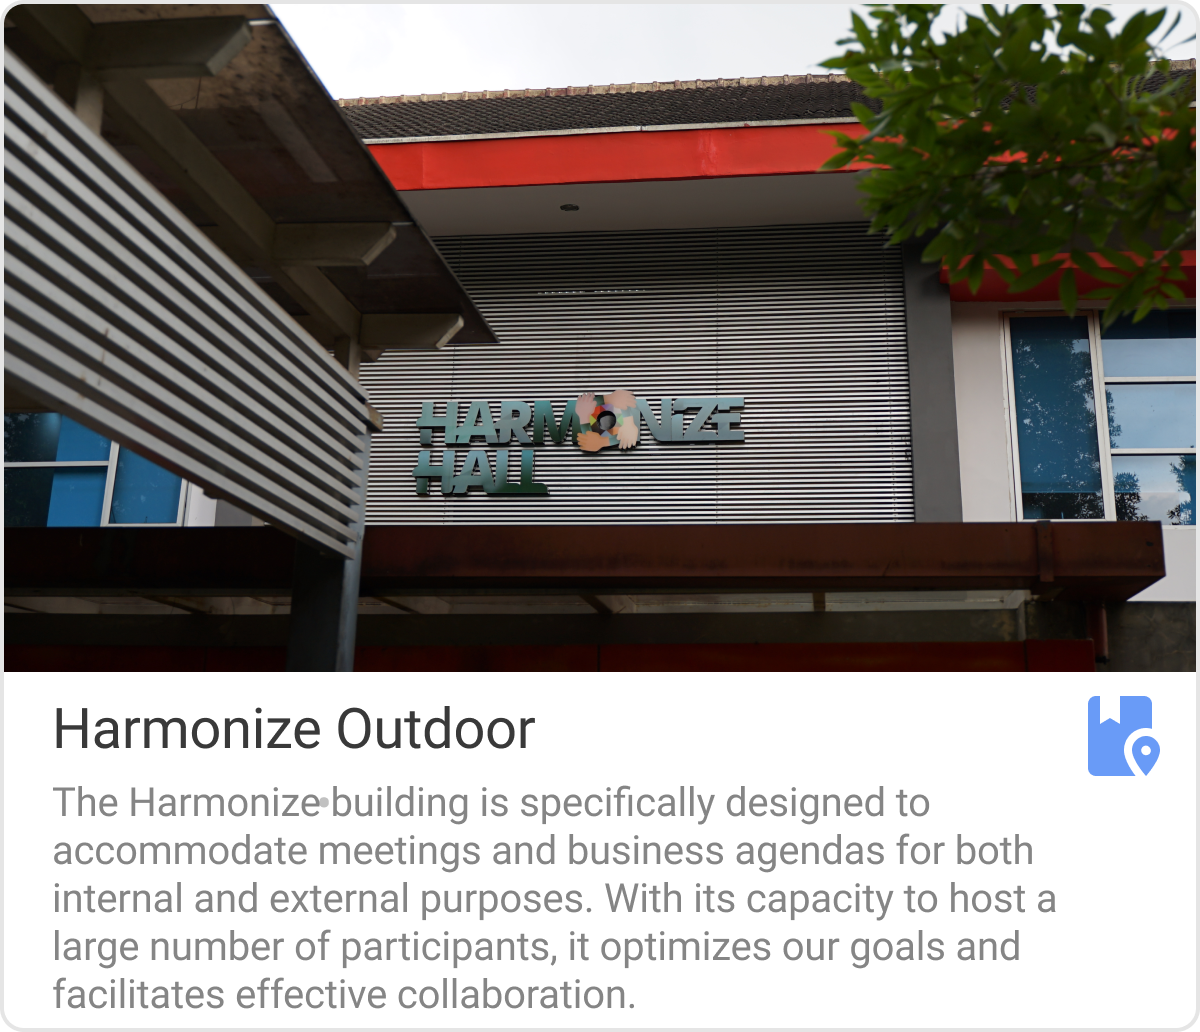 HARMONiZE
HALL
Harmonize Outdoor
The Harmonize building is specifically designed to
accommodate meetings and business agendas for both
internal and external purposes. With its capacity to host a
large number of participants, it optimizes our goals and
facilitates effective collaboration.